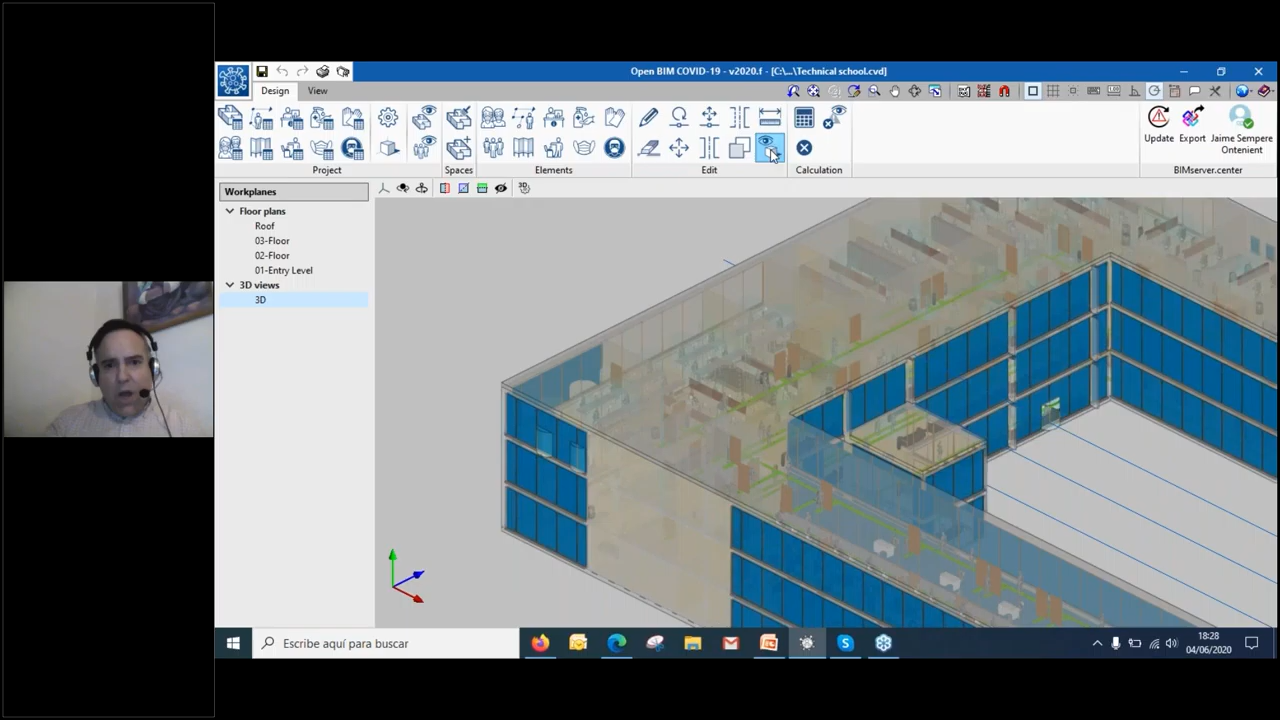 Open BIM COVID-19 - v2020.f - [C:\...\Technical school.cvd]
Design View
Update Export Jaime Sempere
Ontenient
Project Spaces Elements Edit Calculation BIMserver.center
Workplanes
Floor plans
Roof
03-Floor
02-Floor
01-Entry Level
3D views
3D
Escribe aquí para buscar
18:28
04/06/2020